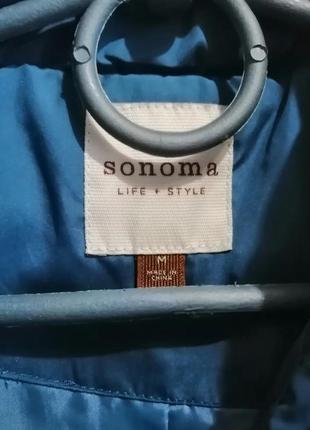 sonoma
LIFE + STYLE
M
MADE IN
CHINA